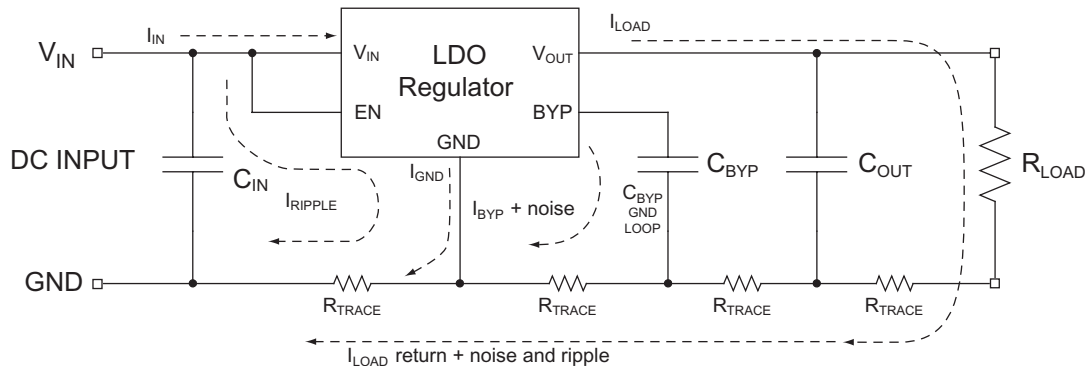 I_IN
I_LOAD
V_IN
V_IN
LDO
Regulator
V_OUT
EN
BYP
GND
DC INPUT
C_IN
I_RIPPLE
I_GND
I_BYP + noise
C_BYP
GND
LOOP
C_BYP
C_OUT
R_LOAD
GND
R_TRACE
R_TRACE
R_TRACE
R_TRACE
I_LOAD return + noise and ripple